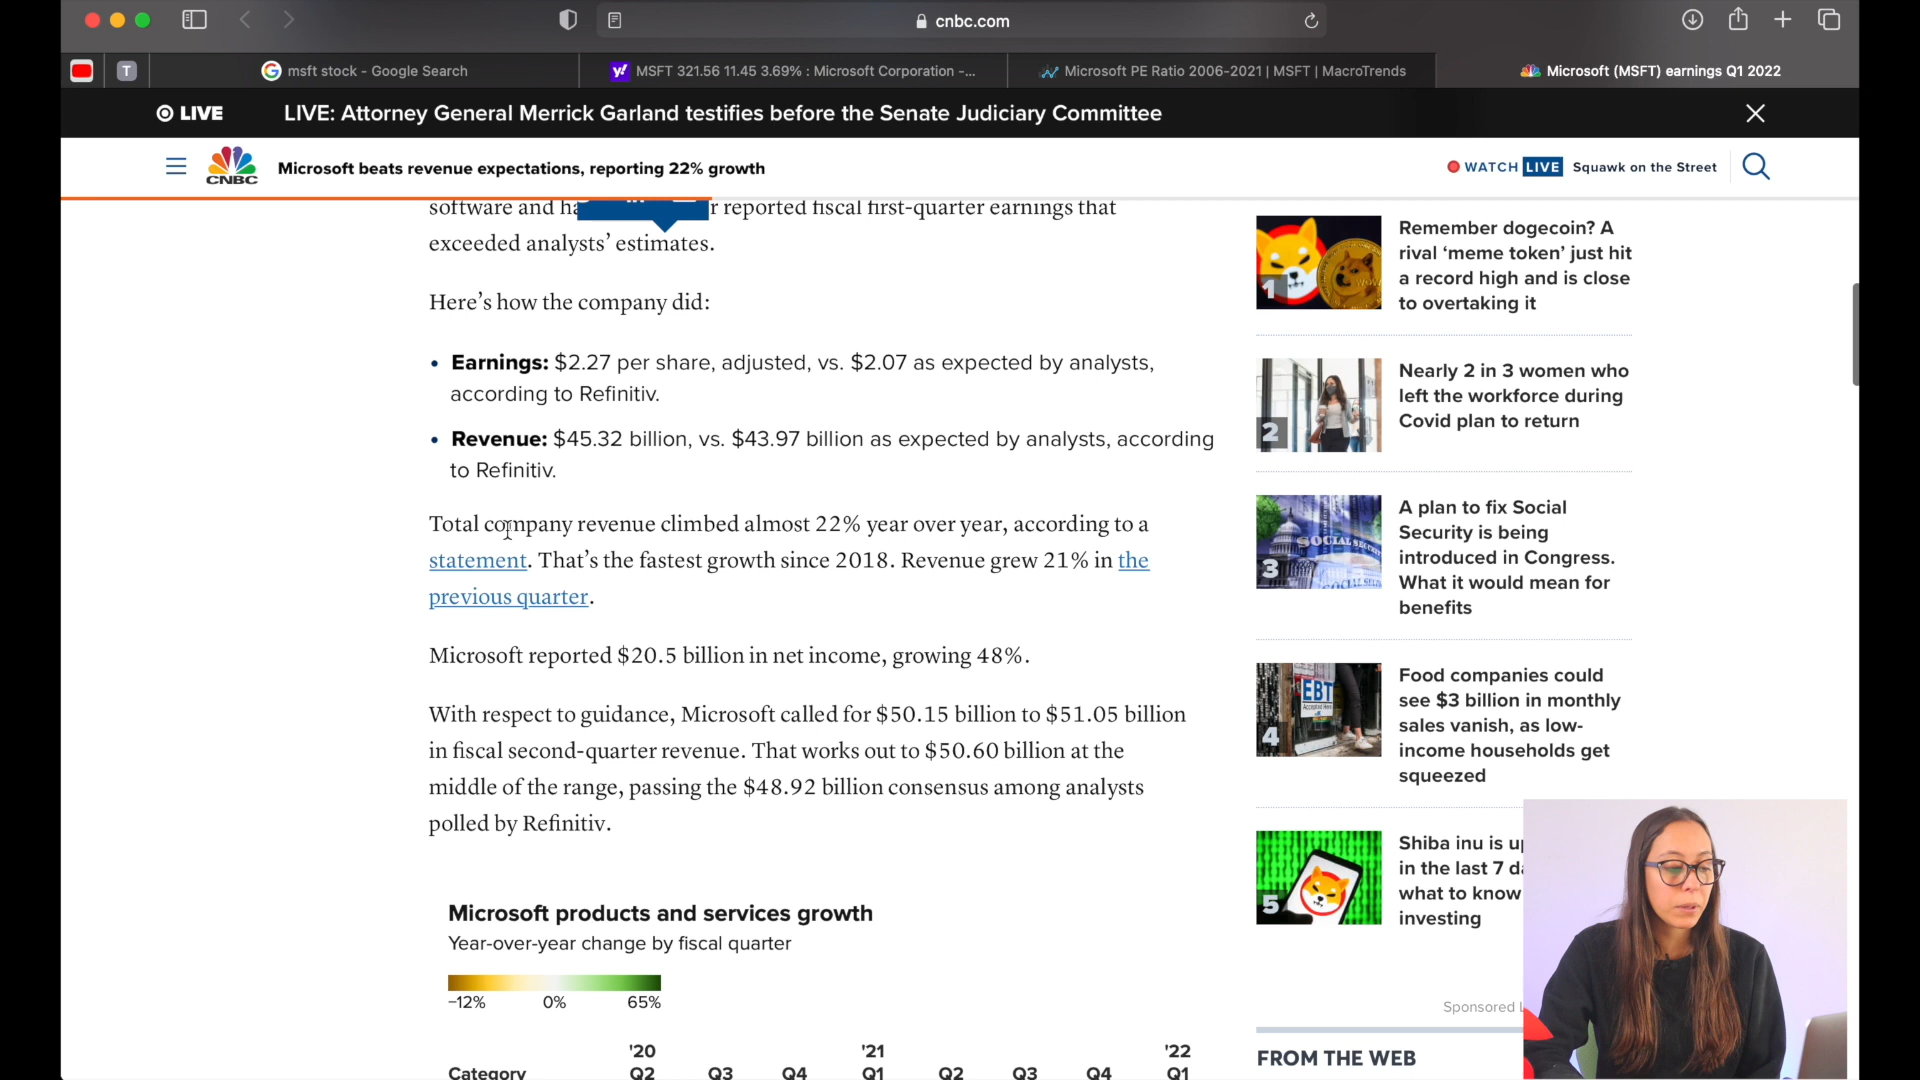 cnbc.com
T
msft stock - Google Search
y!
MSFT 321.56 11.45 3.69% : Microsoft Corporation -...
Microsoft PE Ratio 2006-2021 | MSFT | MacroTrends
Microsoft (MSFT) earnings Q1 2022
LIVE
LIVE: Attorney General Merrick Garland testifies before the Senate Judiciary Committee
CNBC
Microsoft beats revenue expectations, reporting 22% growth
WATCH LIVE Squawk on the Street
software and r reported fiscal first-quarter earnings that
exceeded analysts’ estimates.
Here’s how the company did:
• Earnings: $2.27 per share, adjusted, vs. $2.07 as expected by analysts,
according to Refinitiv.
• Revenue: $45.32 billion, vs. $43.97 billion as expected by analysts, according
to Refinitiv.
Total company revenue climbed almost 22% year over year, according to a
statement. That’s the fastest growth since 2018. Revenue grew 21% in the
previous quarter.
Microsoft reported $20.5 billion in net income, growing 48%.
With respect to guidance, Microsoft called for $50.15 billion to $51.05 billion
in fiscal second-quarter revenue. That works out to $50.60 billion at the
middle of the range, passing the $48.92 billion consensus among analysts
polled by Refinitiv.
Microsoft products and services growth
Year-over-year change by fiscal quarter
−12% 0% 65%
'20 '21 '22
Category Q2 Q3 Q4 Q1 Q2 Q3 Q4 Q1
1
Remember dogecoin? A
rival ‘meme token’ just hit
a record high and is close
to overtaking it
2
Nearly 2 in 3 women who
left the workforce during
Covid plan to return
SOCIAL SECURITY
3
A plan to fix Social
Security is being
introduced in Congress.
What it would mean for
benefits
EBT
4
Food companies could
see $3 billion in monthly
sales vanish, as low-
income households get
squeezed
5
Shiba inu is
in the last 7
what to know
investing
Sponsored
FROM THE WEB